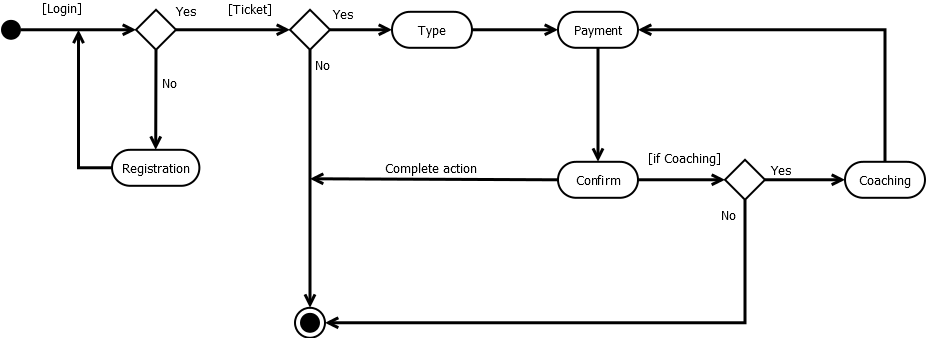 [Login]
Yes
[Ticket]
Yes
Type
Payment
No
No
Registration
Complete action
Confirm
[if Coaching]
Yes
Coaching
No